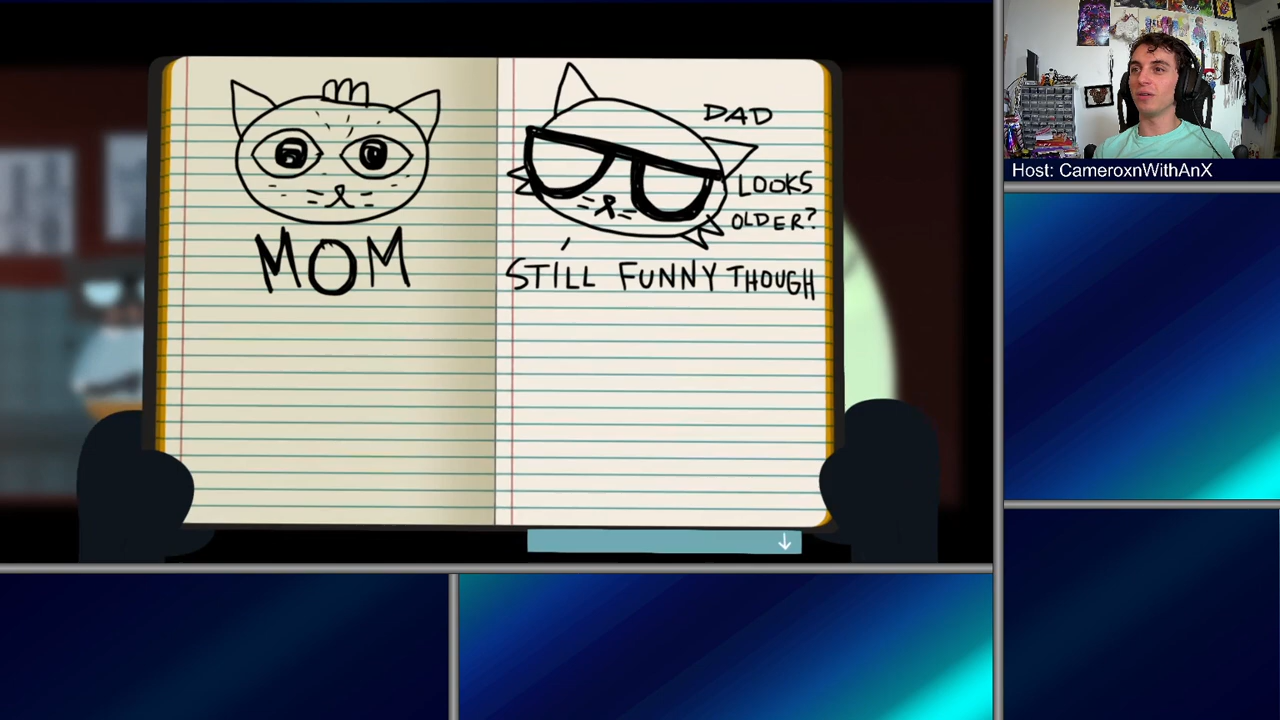 MOM
DAD
LOOKS
OLDER?
STILL FUNNY THOUGH
Host: CameroxnWithAnX